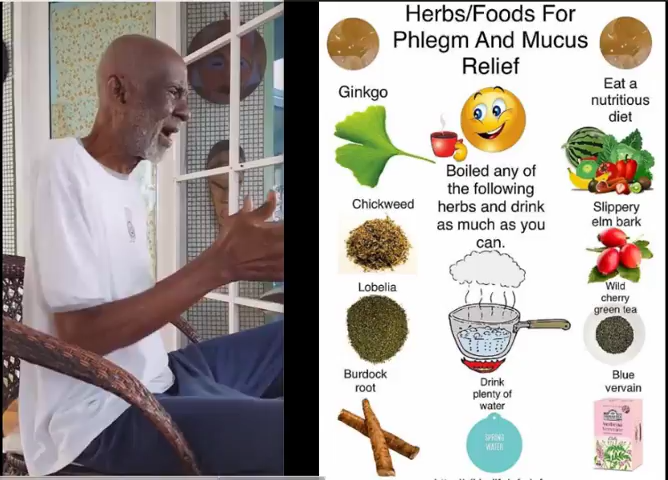 Herbs/Foods For
Phlegm And Mucus
Relief
Ginkgo
Eat a
nutritious
diet
Boiled any of
the following
herbs and drink
as much as you
can.
Chickweed
Slippery
elm bark
Lobelia
Wild
cherry
green tea
Burdock
root
Drink
plenty of
water
Blue
vervain
SPRING
WATER